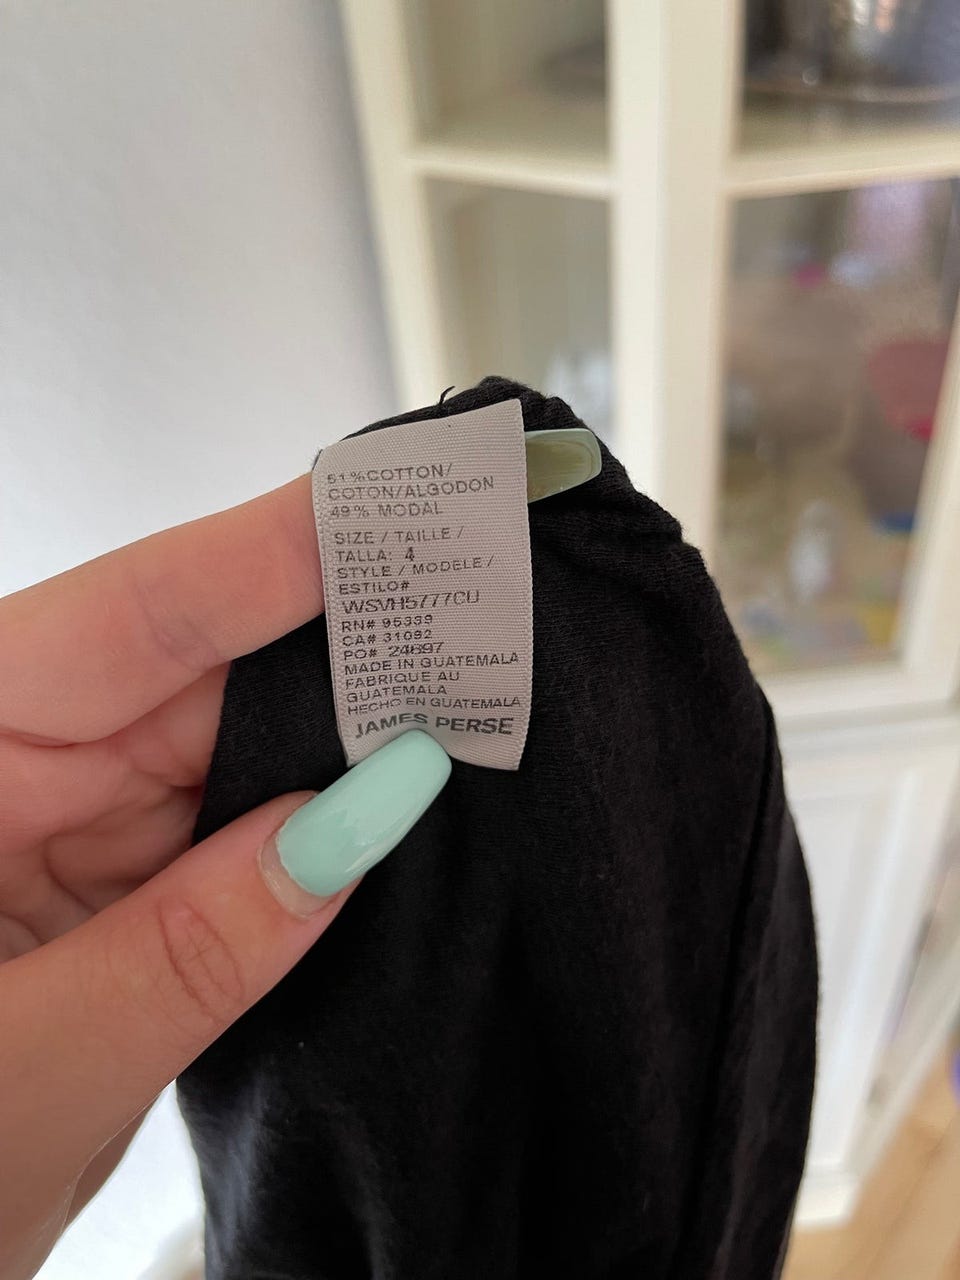 51%COTTON/
COTON/ALGODON
49% MODAL
SIZE / TAILLE /
TALLA: 4
STYLE / MODELE /
ESTILO#
WSVH5777CU
RN# 95339
CA# 31092
PO# 24697
MADE IN GUATEMALA
FABRIQUE AU
GUATEMALA
HECHO EN GUATEMALA
JAMES PERSE